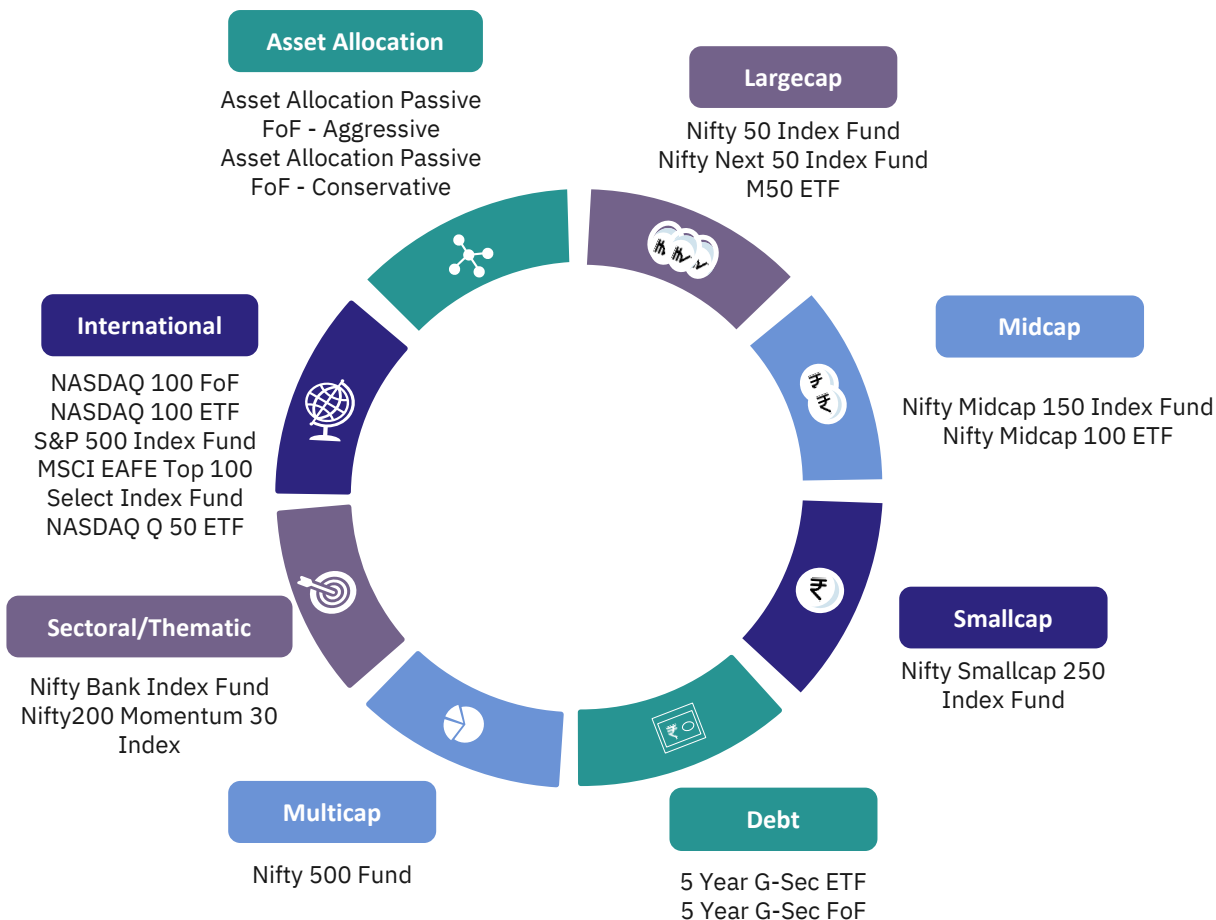 Asset Allocation
Asset Allocation Passive
FoF - Aggressive
Asset Allocation Passive
FoF - Conservative
Largecap
Nifty 50 Index Fund
Nifty Next 50 Index Fund
M50 ETF
Midcap
Nifty Midcap 150 Index Fund
Nifty Midcap 100 ETF
Smallcap
Nifty Smallcap 250
Index Fund
Debt
5 Year G-Sec ETF
5 Year G-Sec FoF
Multicap
Nifty 500 Fund
Sectoral/Thematic
Nifty Bank Index Fund
Nifty200 Momentum 30
Index
International
NASDAQ 100 FoF
NASDAQ 100 ETF
S&P 500 Index Fund
MSCI EAFE Top 100
Select Index Fund
NASDAQ Q 50 ETF